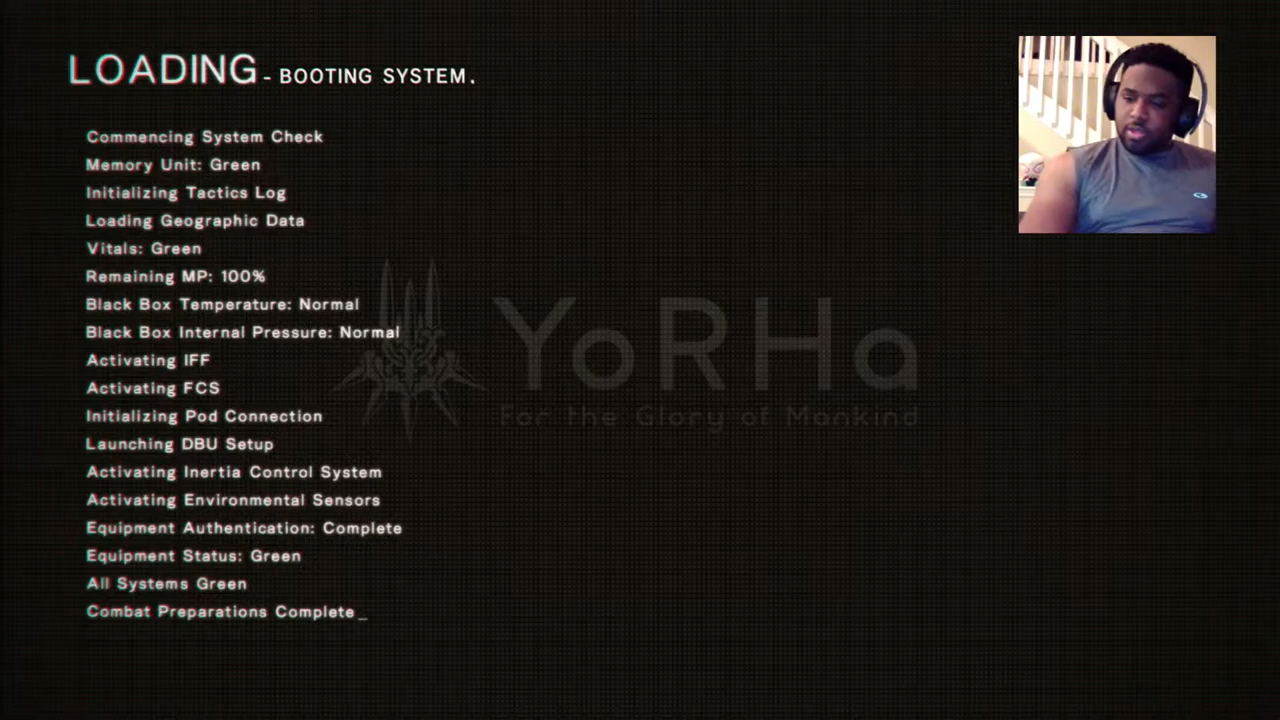 LOADING - BOOTING SYSTEM.
Commencing System Check
Memory Unit: Green
Initializing Tactics Log
Loading Geographic Data
Vitals: Green
Remaining MP: 100%
Black Box Temperature: Normal
Black Box Internal Pressure: Normal
Activating IFF
Activating FCS
Initializing Pod Connection
Launching DBU Setup
Activating Inertia Control System
Activating Environmental Sensors
Equipment Authentication: Complete
Equipment Status: Green
All Systems Green
Combat Preparations Complete _
YoRHa
For the Glory of Mankind